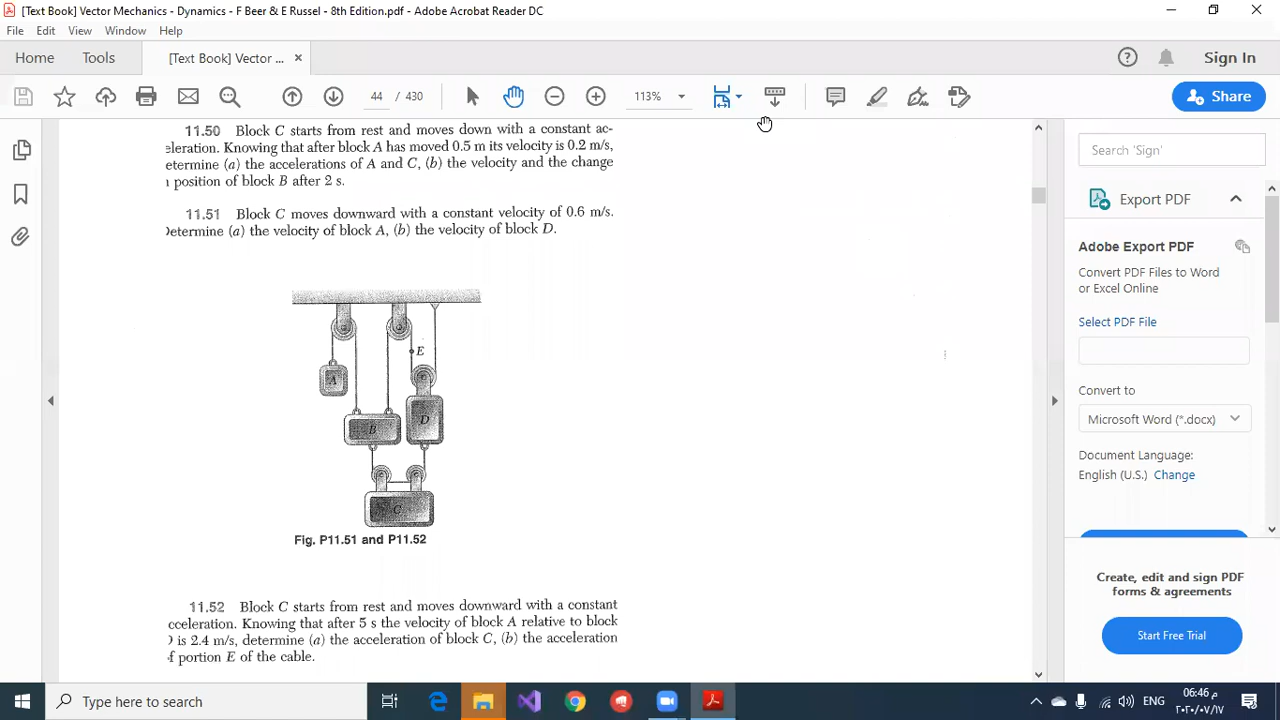 [Text Book] Vector Mechanics - Dynamics - F Beer & E Russel - 8th Edition.pdf - Adobe Acrobat Reader DC
File Edit View Window Help
Home Tools [Text Book] Vector ... ×
Sign In
44 / 430
113%
Share
11.50 Block C starts from rest and moves down with a constant ac-
eleration. Knowing that after block A has moved 0.5 m its velocity is 0.2 m/s,
etermine (a) the accelerations of A and C, (b) the velocity and the change
position of block B after 2 s.
11.51 Block C moves downward with a constant velocity of 0.6 m/s.
Determine (a) the velocity of block A, (b) the velocity of block D.
E
A
D
B
C
Fig. P11.51 and P11.52
11.52 Block C starts from rest and moves downward with a constant
cceleration. Knowing that after 5 s the velocity of block A relative to block
is 2.4 m/s, determine (a) the acceleration of block C, (b) the acceleration
f portion E of the cable.
Search 'Sign'
Export PDF
Adobe Export PDF
Convert PDF Files to Word
or Excel Online
Select PDF File
Convert to
Microsoft Word (*.docx)
Document Language:
English (U.S.) Change
Create, edit and sign PDF
forms & agreements
Start Free Trial
Type here to search
ENG
06:46 م
٢٠٢٠/٠٧/١٧